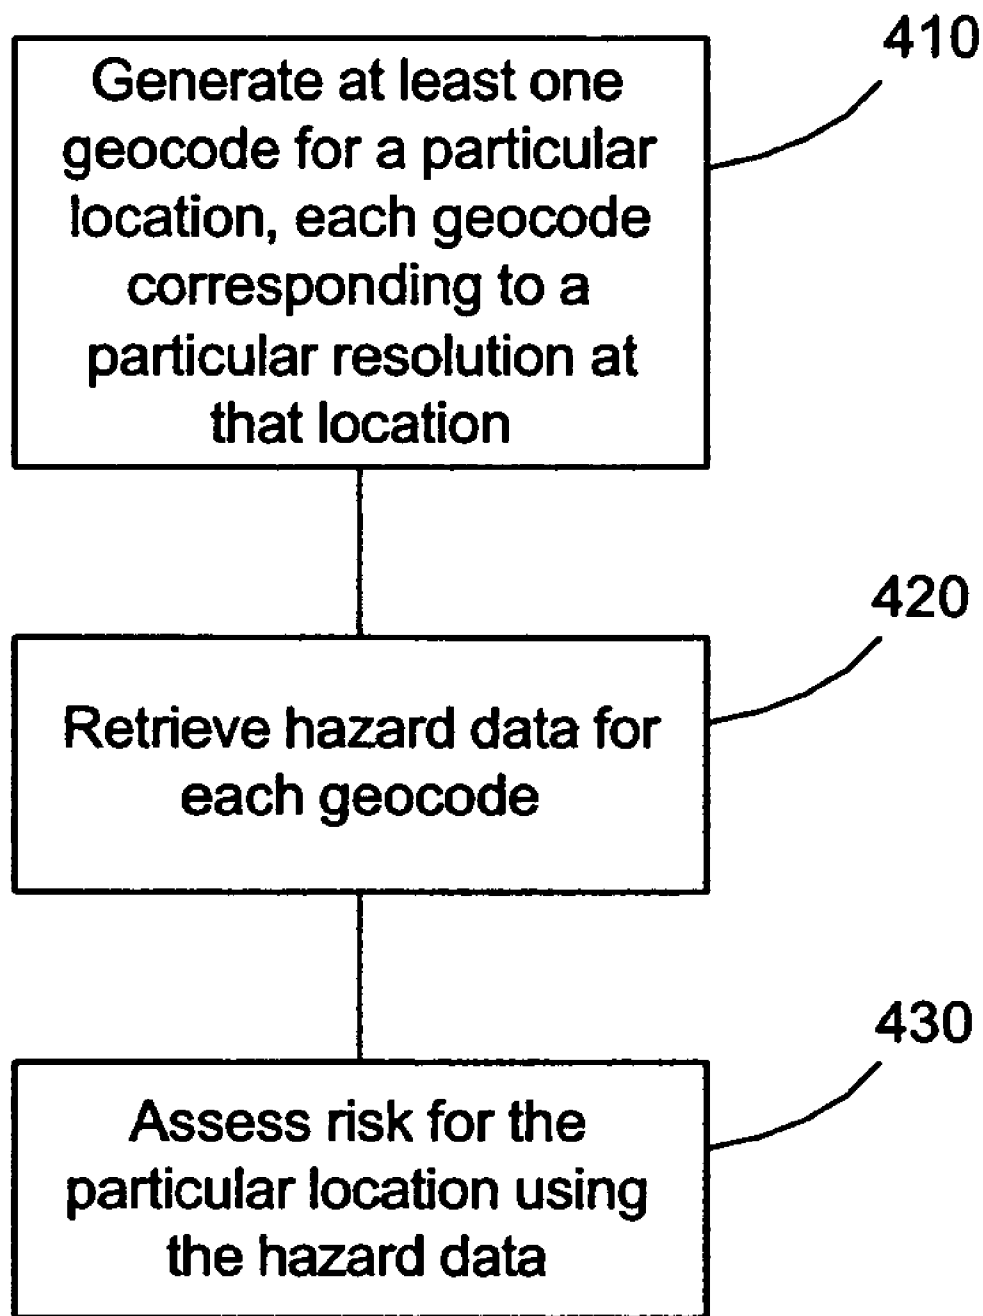 410
Generate at least one
geocode for a particular
location, each geocode
corresponding to a
particular resolution at
that location
420
Retrieve hazard data for
each geocode
430
Assess risk for the
particular location using
the hazard data